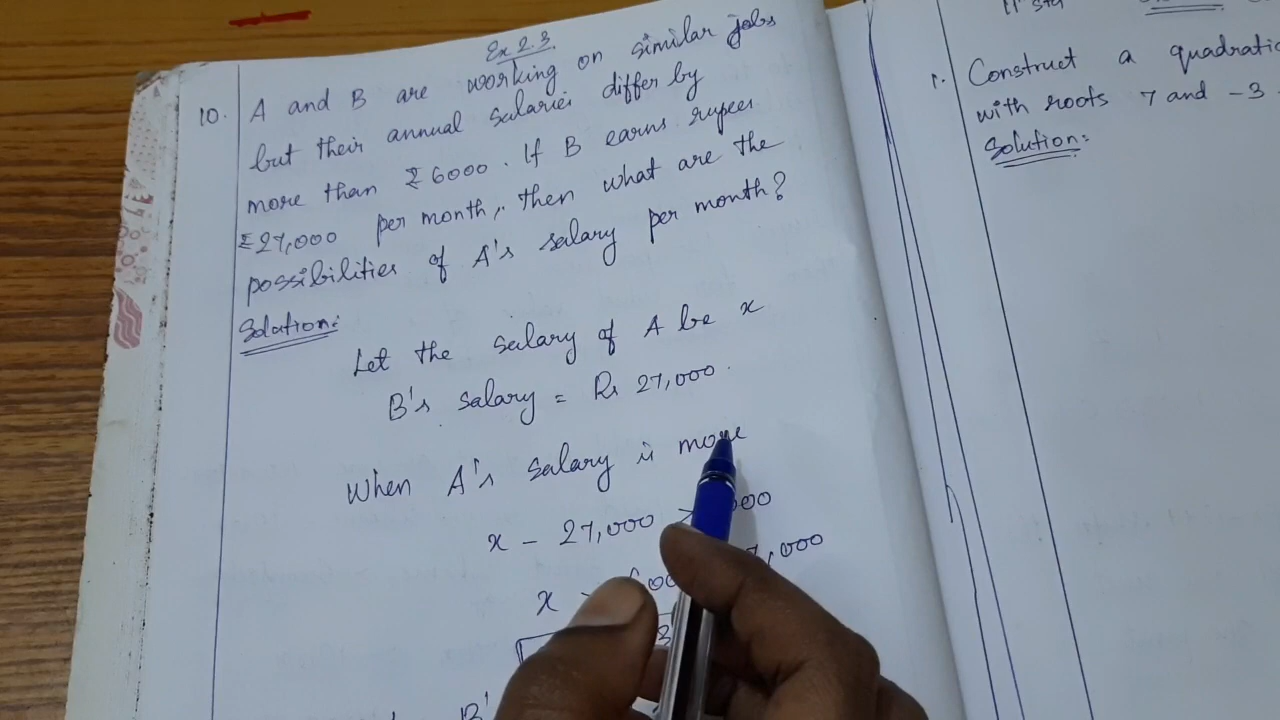 Ex 2.3
10. A and B are working on similar jobs
but their annual salaries differ by
more than ₹ 6000. If B earns rupees
₹27,000 per month, then what are the
possibilities of A's salary per month?
Solution:
Let the salary of A be x
B's salary = Rs 27,000.
When A's salary is more
x - 27,000 >
x
B'
1. Construct a quadratic
with roots 7 and -3
Solution: